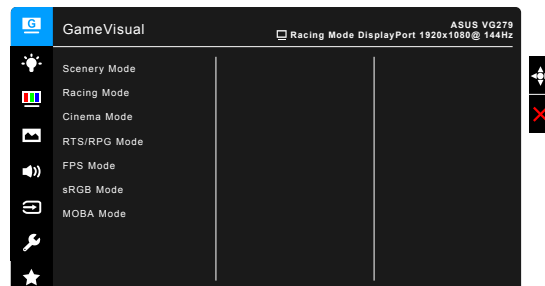 G
GameVisual
ASUS VG279
Racing Mode DisplayPort 1920x1080@ 144Hz
Scenery Mode
Racing Mode
Cinema Mode
RTS/RPG Mode
FPS Mode
sRGB Mode
MOBA Mode